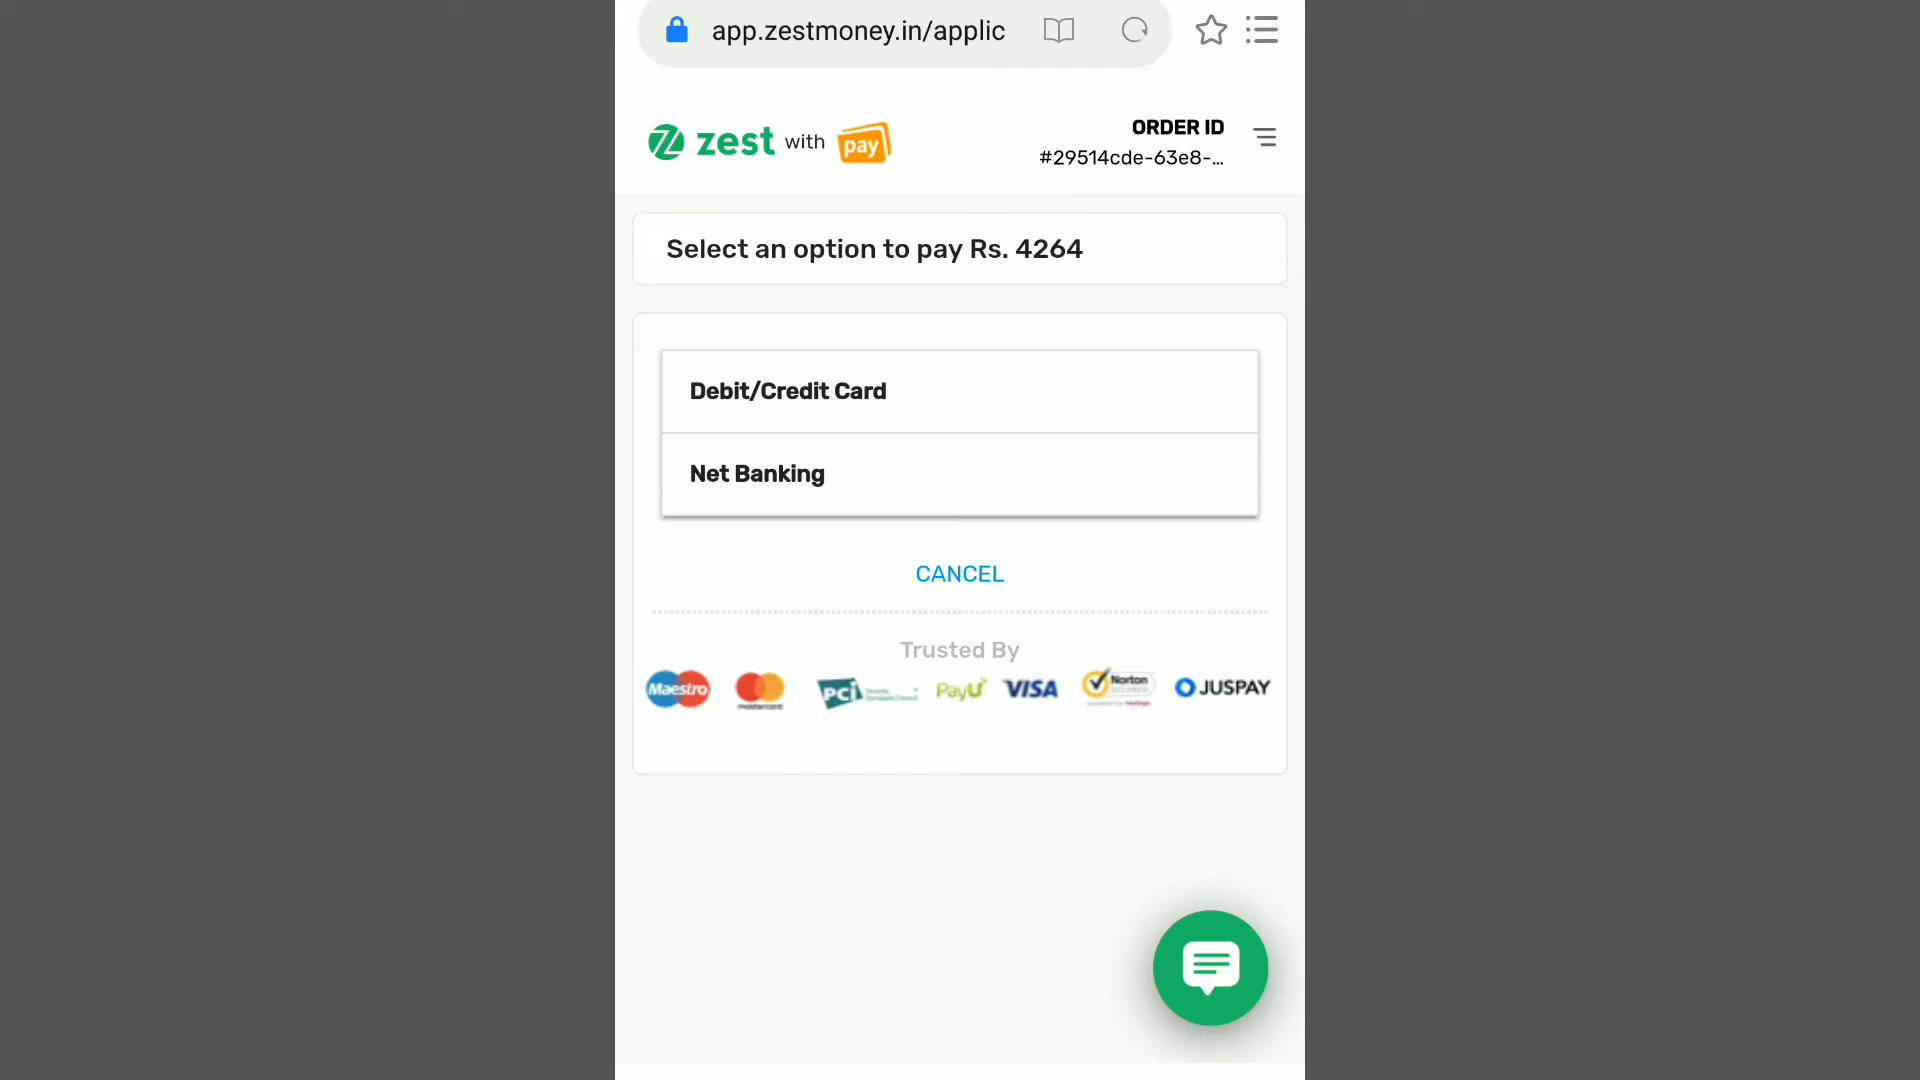 app.zestmoney.in/applic
zest with pay
ORDER ID
#29514cde-63e8-...
Select an option to pay Rs. 4264
Debit/Credit Card
Net Banking
CANCEL
Trusted By
Maestro mastercard PCI PayU VISA Norton SECURED JUSPAY